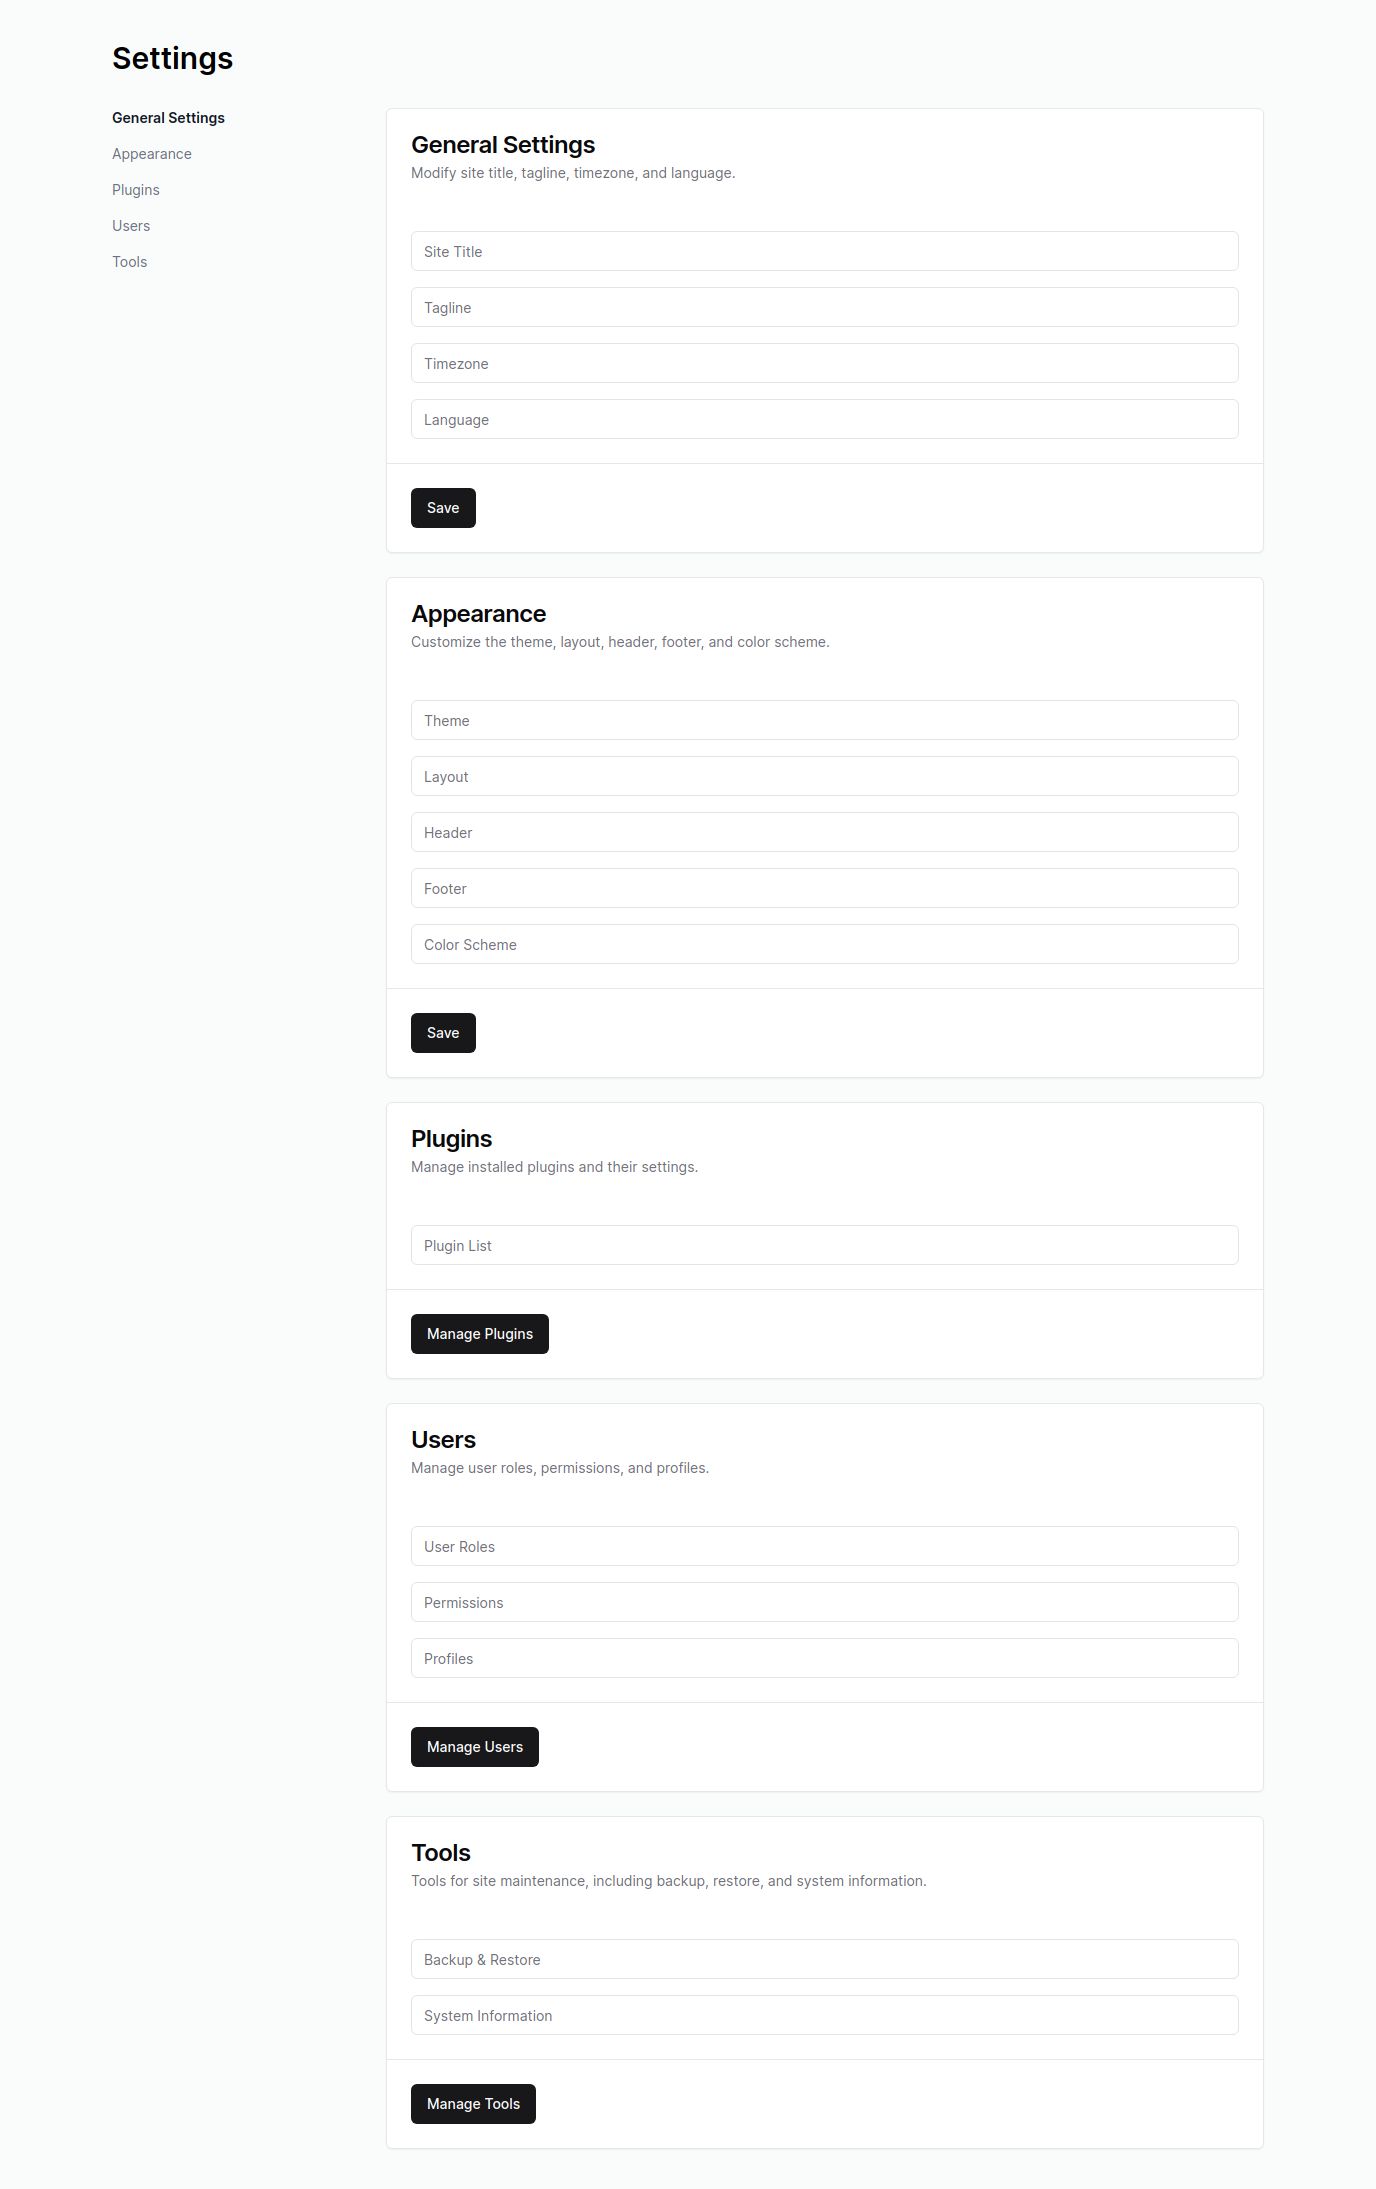 Settings
General Settings
Appearance
Plugins
Users
Tools
General Settings
Modify site title, tagline, timezone, and language.
Site Title
Tagline
Timezone
Language
Save
Appearance
Customize the theme, layout, header, footer, and color scheme.
Theme
Layout
Header
Footer
Color Scheme
Save
Plugins
Manage installed plugins and their settings.
Plugin List
Manage Plugins
Users
Manage user roles, permissions, and profiles.
User Roles
Permissions
Profiles
Manage Users
Tools
Tools for site maintenance, including backup, restore, and system information.
Backup & Restore
System Information
Manage Tools